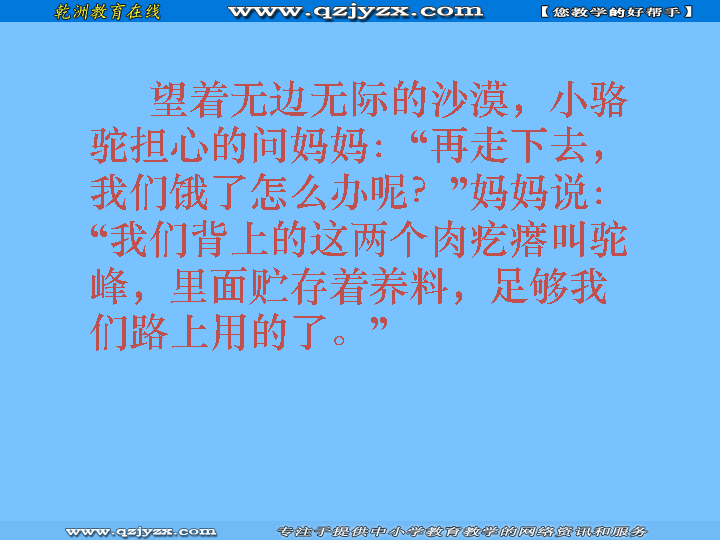 乾洲教育在线 www.qzjyzx.com 【您教学的好帮手】
望着无边无际的沙漠，小骆
驼担心的问妈妈：“再走下去，
我们饿了怎么办呢？”妈妈说：
“我们背上的这两个肉疙瘩叫驼
峰，里面贮存着养料，足够我
们路上用的了。”
www.qzjyzx.com 专注于提供中小学教育教学的网络资讯和服务